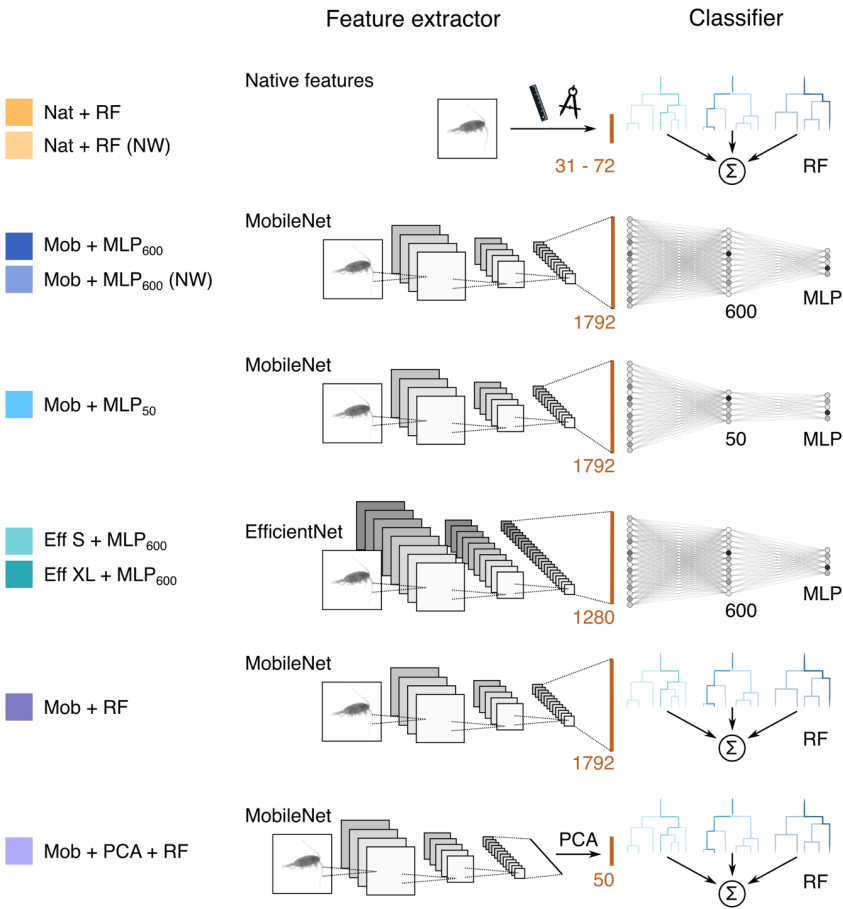 Feature extractor
Classifier
Native features
Nat + RF
Nat + RF (NW)
31 - 72
Σ
RF
MobileNet
Mob + MLP₆₀₀
Mob + MLP₆₀₀ (NW)
1792
600
MLP
MobileNet
Mob + MLP₅₀
1792
50
MLP
EfficientNet
Eff S + MLP₆₀₀
Eff XL + MLP₆₀₀
1280
600
MLP
MobileNet
Mob + RF
1792
Σ
RF
MobileNet
Mob + PCA + RF
PCA
50
Σ
RF